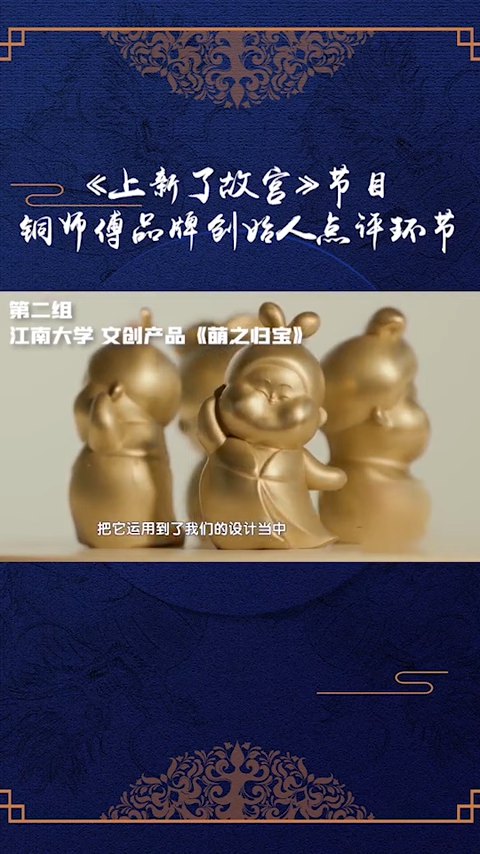 《上新了故宫》节目
铜师傅品牌创始人点评环节
第二组
江南大学 文创产品《萌之归宝》
把它运用到了我们的设计当中